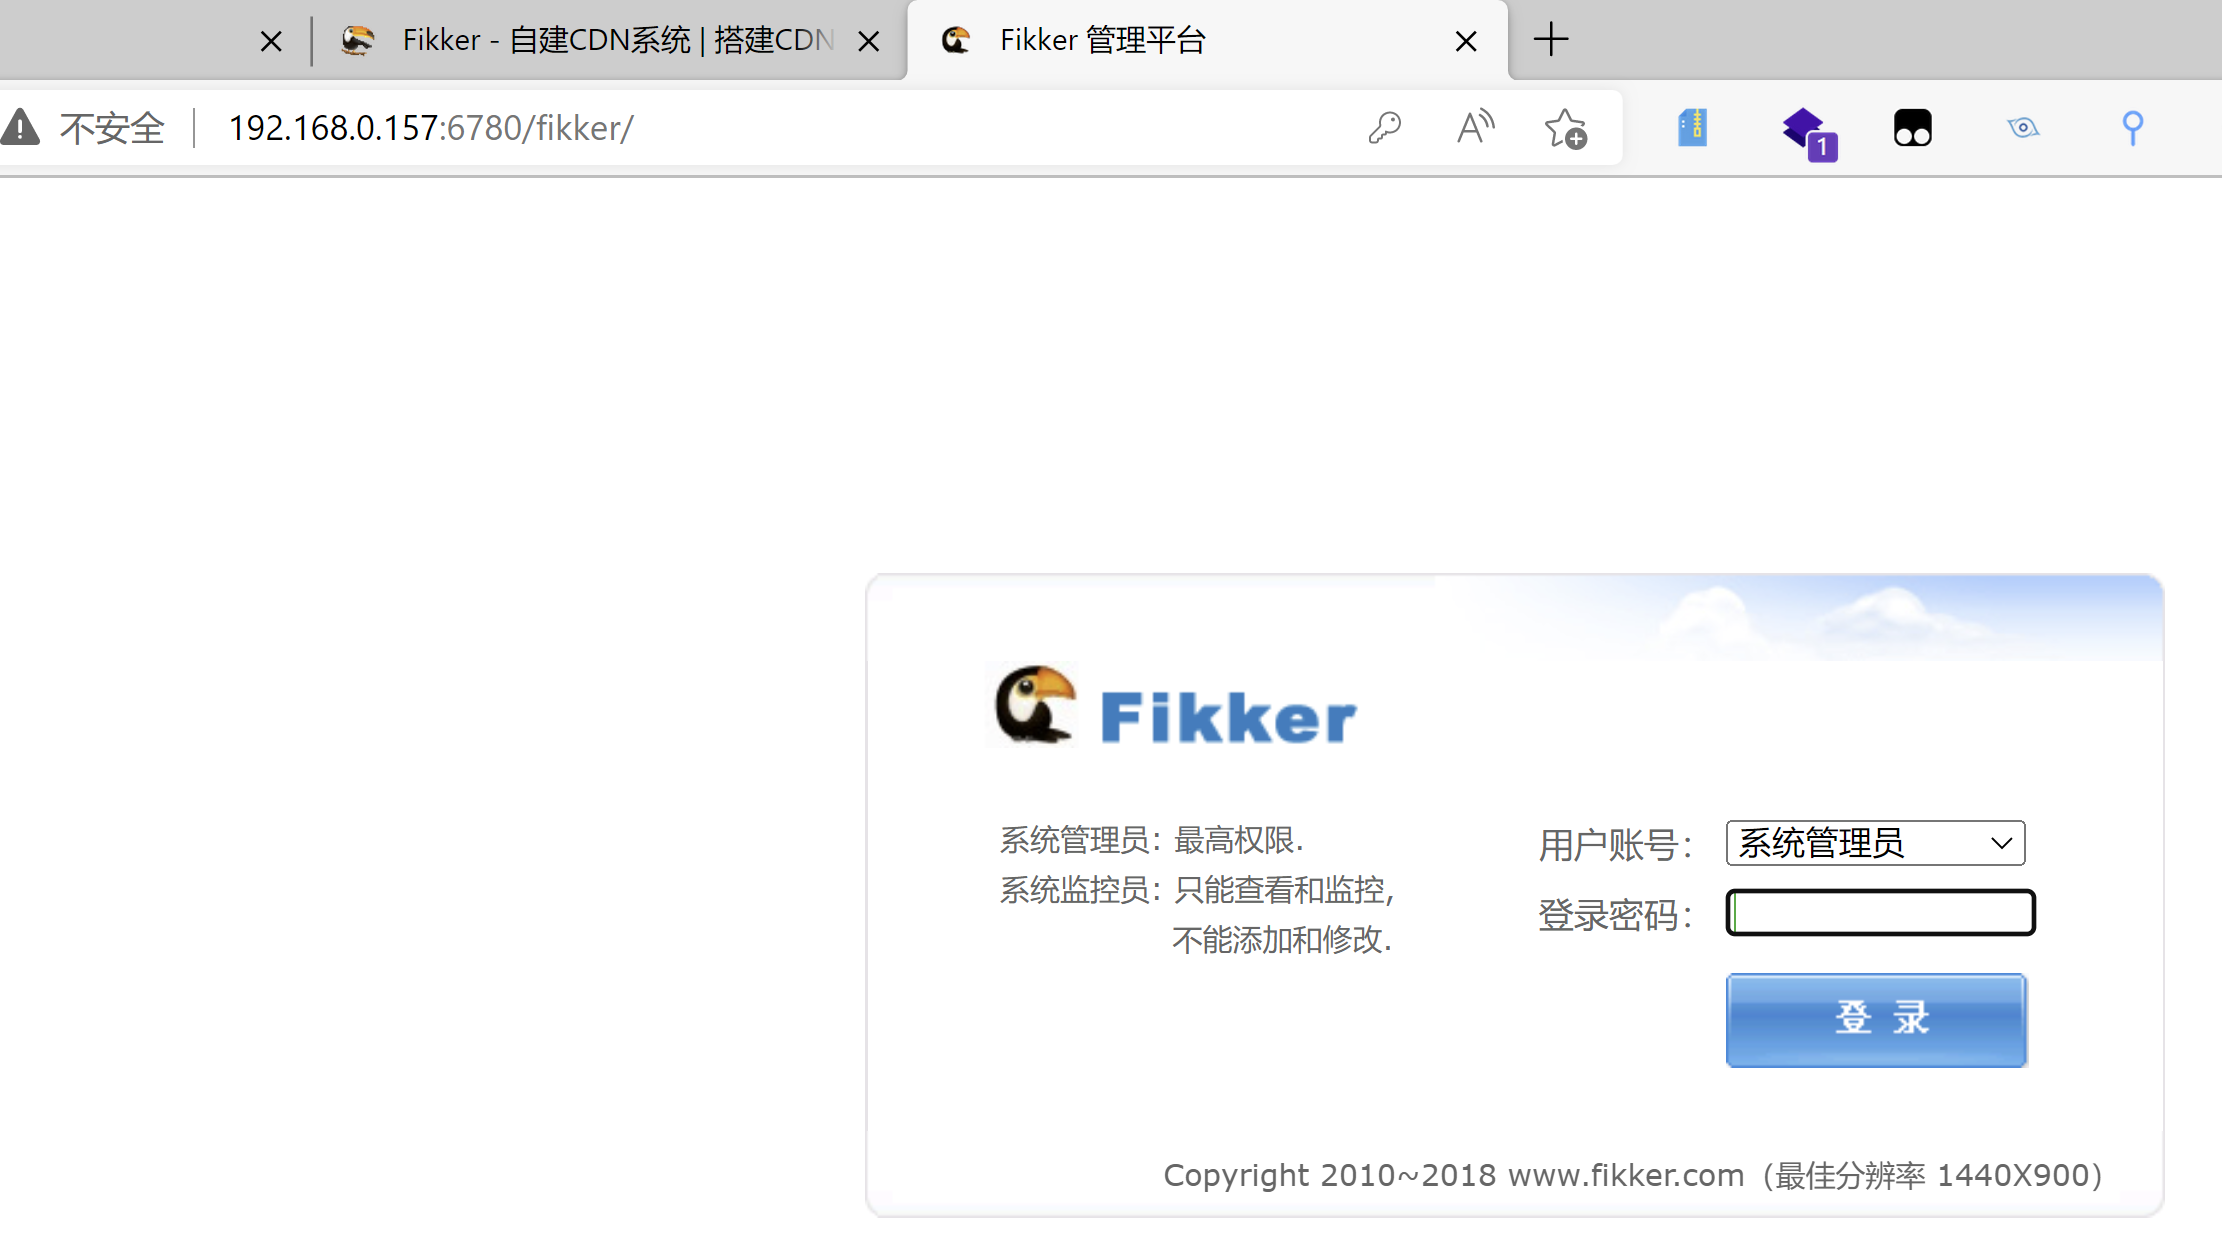 Fikker - 自建CDN系统 | 搭建CDN
Fikker 管理平台
不安全
192.168.0.157:6780/fikker/
1
Fikker
系统管理员：最高权限.
系统监控员：只能查看和监控,
不能添加和修改.
用户账号：
系统管理员
登录密码：
登 录
Copyright 2010~2018 www.fikker.com（最佳分辨率 1440X900）